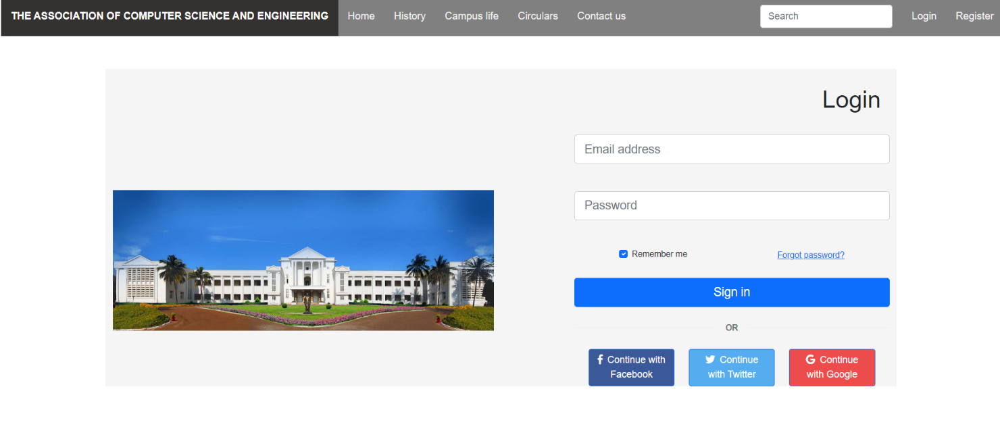 THE ASSOCIATION OF COMPUTER SCIENCE AND ENGINEERING Home History Campus life Circulars Contact us Search Login Register
Login
Email address
Password
Remember me Forgot password?
Sign in
OR
Continue with
Facebook
Continue
with Twitter
Continue
with Google